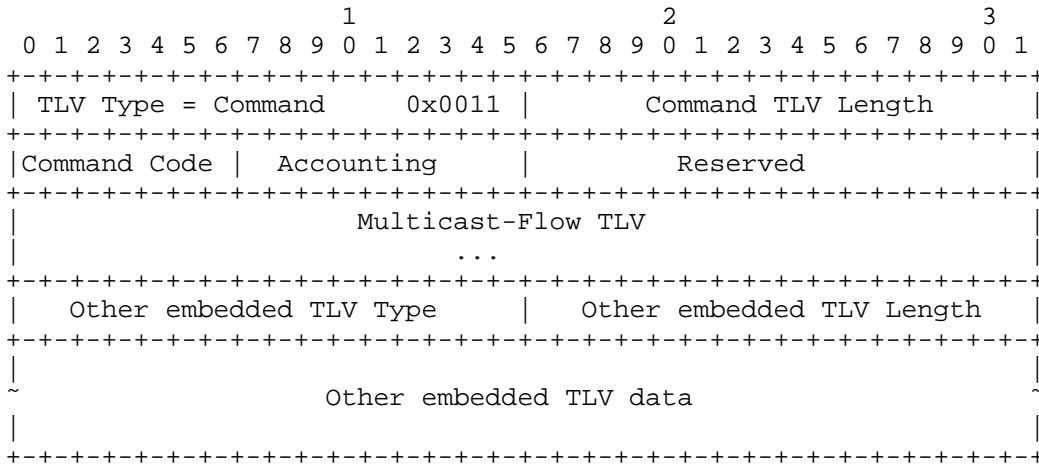 1                   2                   3
 0 1 2 3 4 5 6 7 8 9 0 1 2 3 4 5 6 7 8 9 0 1 2 3 4 5 6 7 8 9 0 1
+-+-+-+-+-+-+-+-+-+-+-+-+-+-+-+-+-+-+-+-+-+-+-+-+-+-+-+-+-+-+-+-+
| TLV Type = Command     0x0011 |       Command TLV Length      |
+-+-+-+-+-+-+-+-+-+-+-+-+-+-+-+-+-+-+-+-+-+-+-+-+-+-+-+-+-+-+-+-+
|Command Code |  Accounting     |         Reserved              |
+-+-+-+-+-+-+-+-+-+-+-+-+-+-+-+-+-+-+-+-+-+-+-+-+-+-+-+-+-+-+-+-+
|                     Multicast-Flow TLV                        |
|                           ...                                 |
+-+-+-+-+-+-+-+-+-+-+-+-+-+-+-+-+-+-+-+-+-+-+-+-+-+-+-+-+-+-+-+-+
|   Other embedded TLV Type     |   Other embedded TLV Length   |
+-+-+-+-+-+-+-+-+-+-+-+-+-+-+-+-+-+-+-+-+-+-+-+-+-+-+-+-+-+-+-+-+
|                                                               |
~                   Other embedded TLV data                     ~
|                                                               |
+-+-+-+-+-+-+-+-+-+-+-+-+-+-+-+-+-+-+-+-+-+-+-+-+-+-+-+-+-+-+-+-+